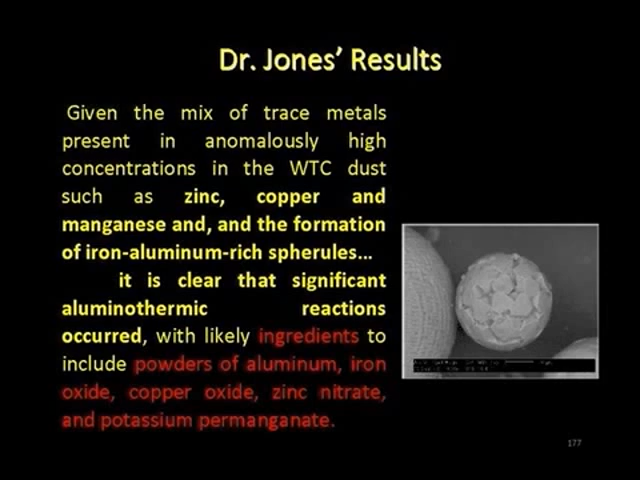 Dr. Jones' Results
Given the mix of trace metals
present in anomalously high
concentrations in the WTC dust
such as zinc, copper and
manganese and, and the formation
of iron-aluminum-rich spherules...
it is clear that significant
aluminothermic reactions
occurred, with likely ingredients to
include powders of aluminum, iron
oxide, copper oxide, zinc nitrate,
and potassium permanganate.
177